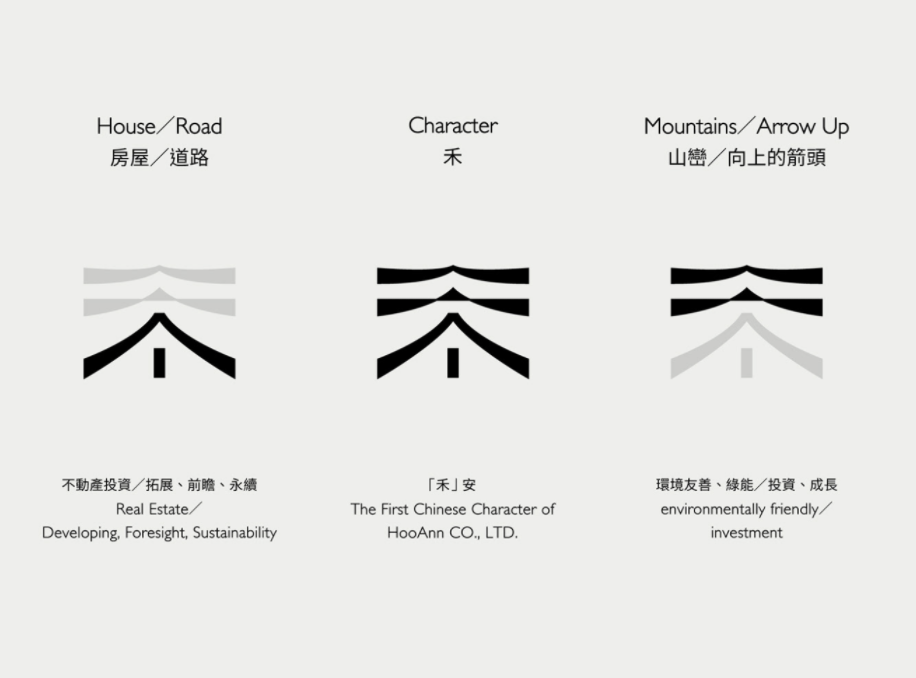 House／Road
房屋／道路
Character
禾
Mountains／Arrow Up
山巒／向上的箭頭
不動產投資／拓展、前瞻、永續
Real Estate／
Developing, Foresight, Sustainability
「禾」安
The First Chinese Character of
HooAnn CO., LTD.
環境友善、綠能／投資、成長
environmentally friendly／
investment